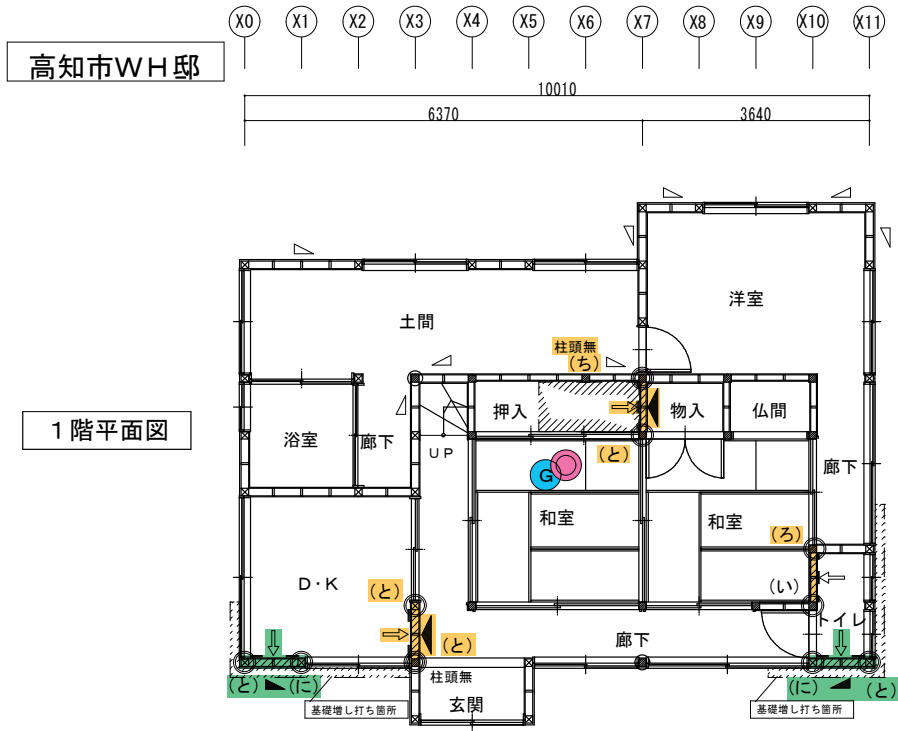 X0 X1 X2 X3 X4 X5 X6 X7 X8 X9 X10 X11
高知市WH邸
10010
6370 3640
洋室
土間
柱頭無
(ち)
1階平面図
押入 物入 仏間
浴室 廊下
UP
(と)
廊下
G
和室 和室
(ろ)
D・K
(い)
(と)
トイレ
(と)
廊下
(と) (に)
(に) (と)
柱頭無
玄関
基礎増し打ち箇所
基礎増し打ち箇所